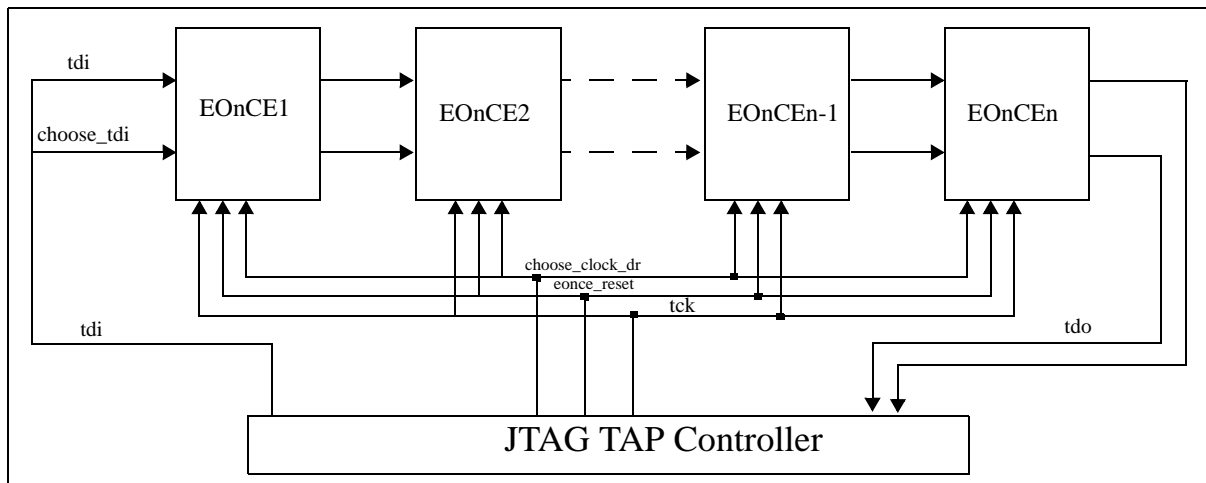 tdi
EOnCE1
EOnCE2
EOnCEn-1
EOnCEn
choose_tdi
choose_clock_dr
eonce_reset
tck
tdi
tdo
JTAG TAP Controller